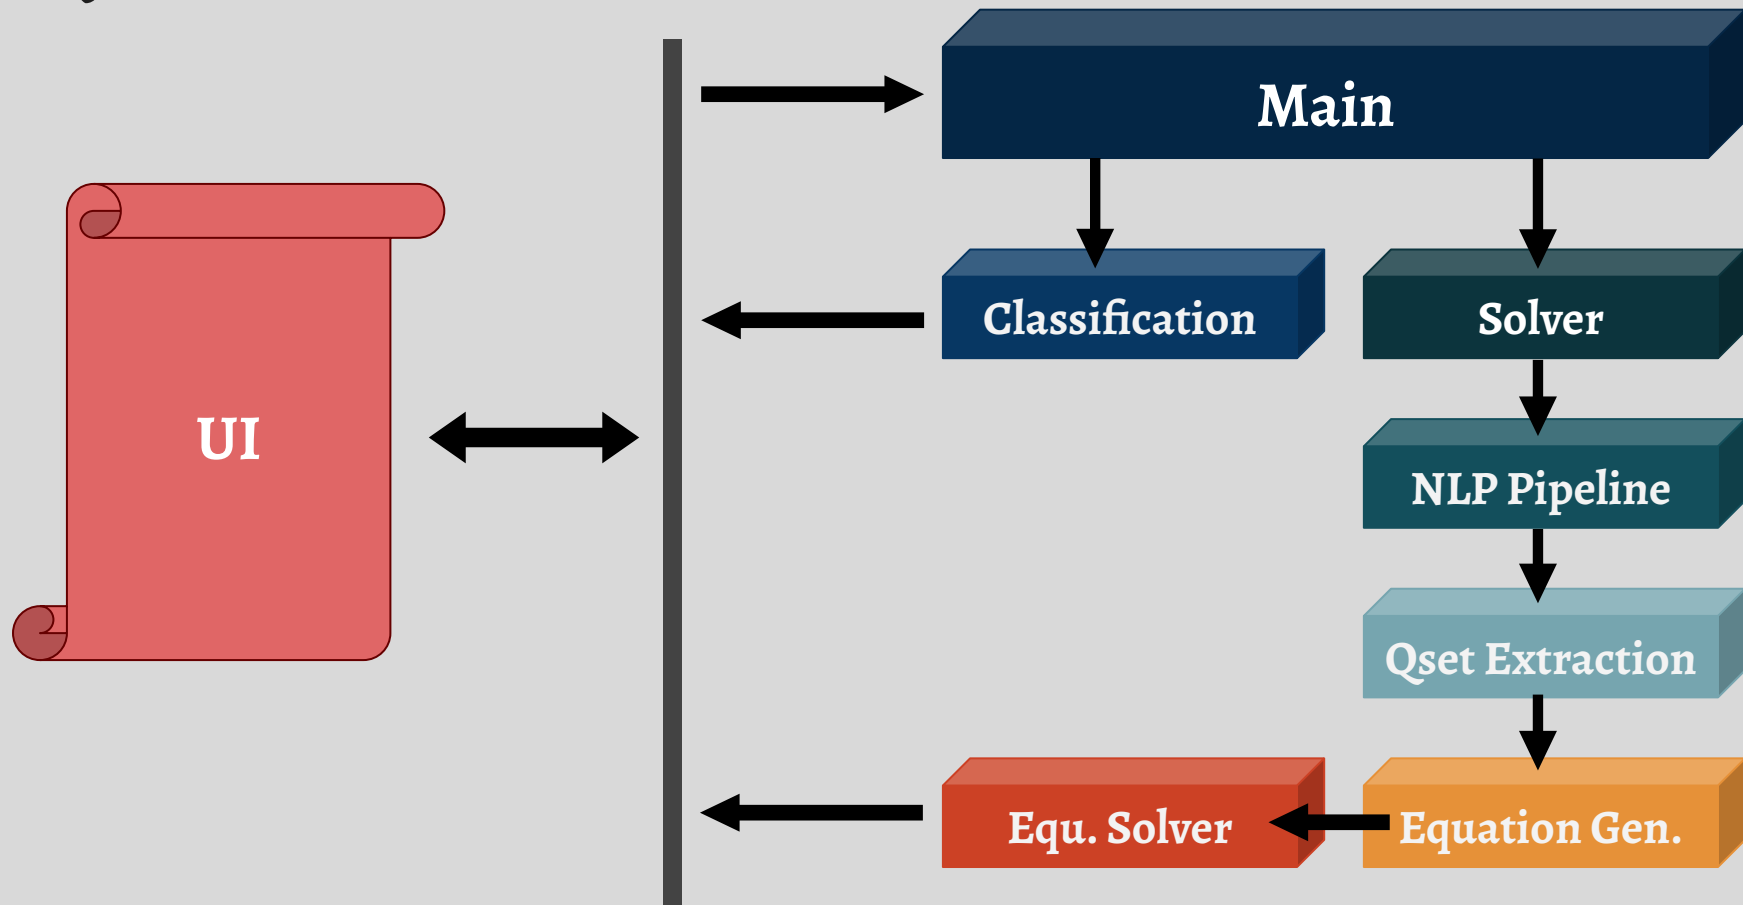 Main
Classification
Solver
UI
NLP Pipeline
Qset Extraction
Equ. Solver
Equation Gen.